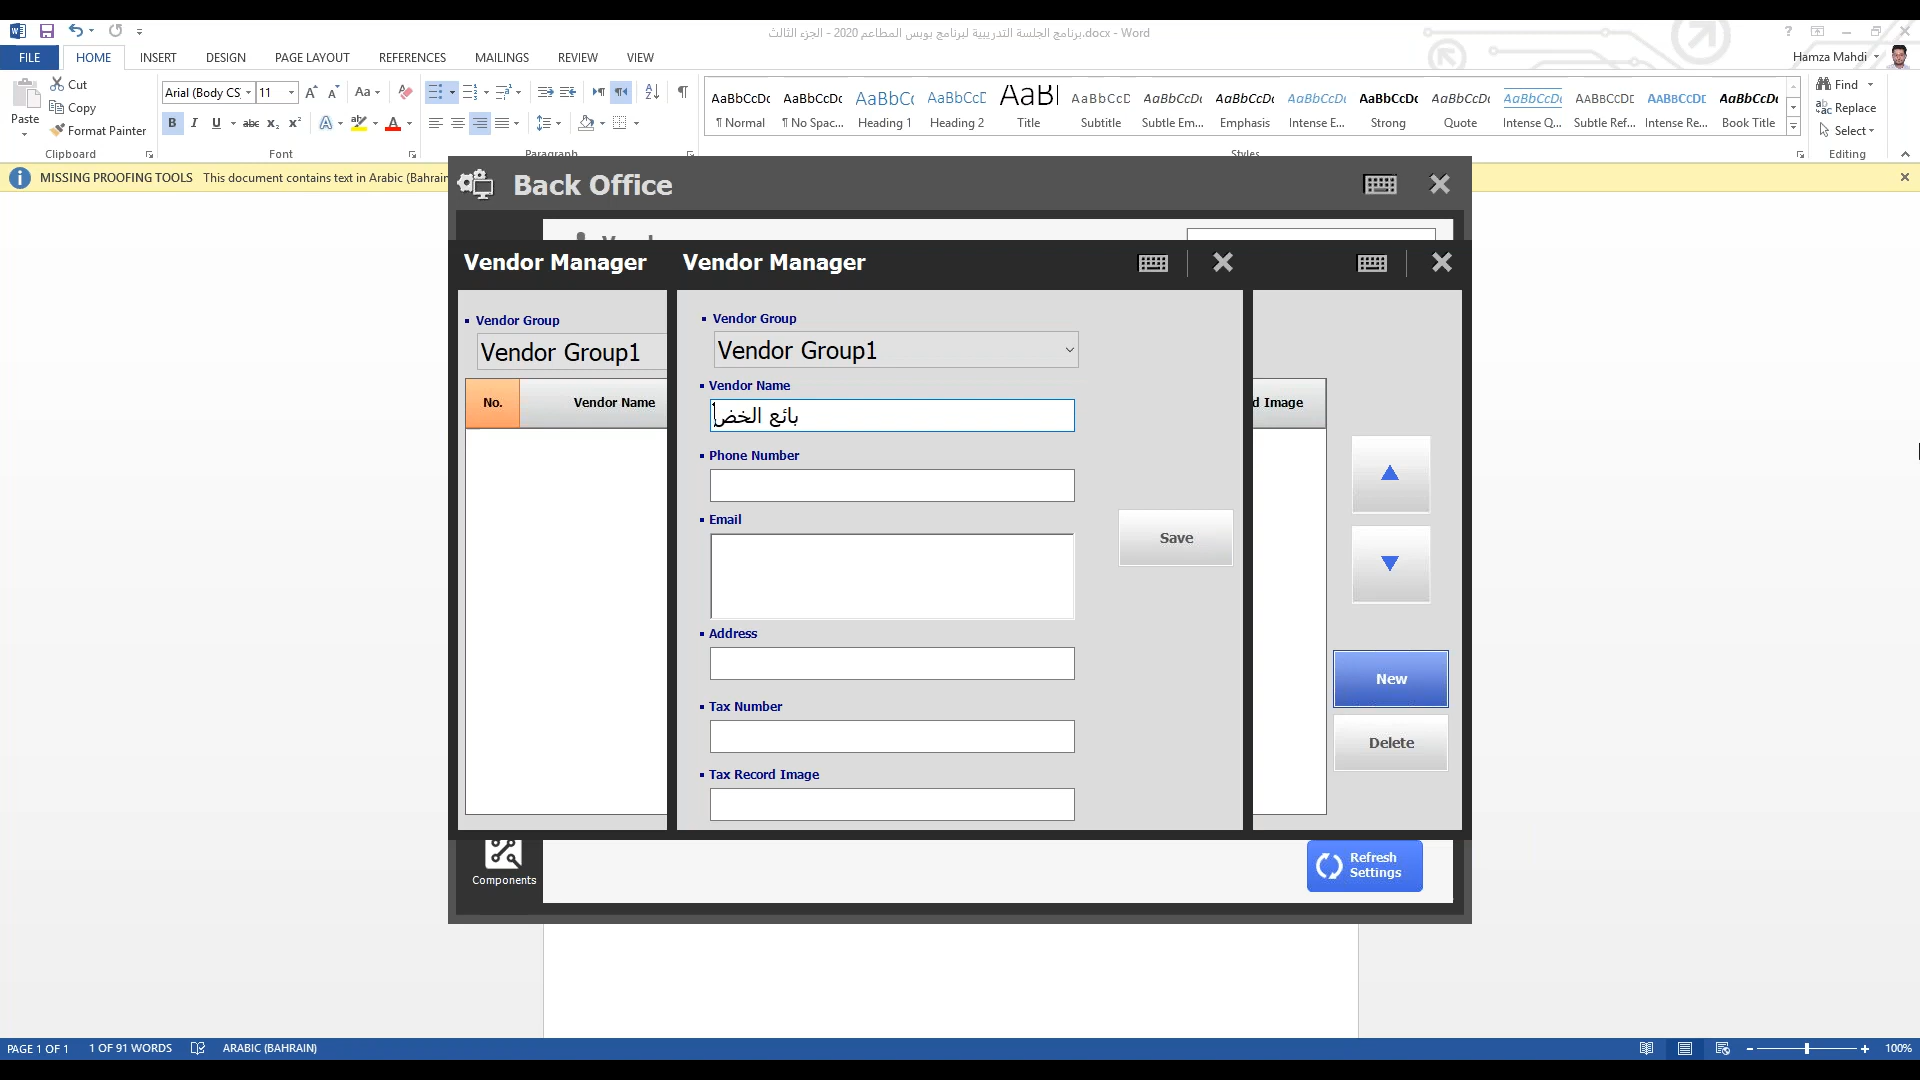 برنامج الجلسة التدريبية لبرنامج بوبس المطاعم 2020 - الجزء الثالث.docx - Word
FILE HOME INSERT DESIGN PAGE LAYOUT REFERENCES MAILINGS REVIEW VIEW
Hamza Mahdi
Paste
Cut
Copy
Format Painter
Clipboard
Arial (Body CS) 11
Font
Paragraph
AaBbCcDc ¶ Normal
AaBbCcDc ¶ No Spac...
AaBbCc Heading 1
AaBbCcE Heading 2
AaBl Title
AaBbCcD Subtitle
AaBbCcDc Subtle Em...
AaBbCcDc Emphasis
AaBbCcDc Intense E...
AaBbCcDc Strong
AaBbCcDc Quote
AaBbCcDc Intense Q...
AaBbCcDc Subtle Ref...
AaBbCcDc Intense Re...
AaBbCcDc Book Title
Styles
Find
Replace
Select
Editing
MISSING PROOFING TOOLS This document contains text in Arabic (Bahrain
Back Office
Vendor Manager
Vendor Group
Vendor Group1
No. Vendor Name
Vendor Manager
Vendor Group
Vendor Group1
Vendor Name
بائع الخض
Phone Number
Email
Address
Tax Number
Tax Record Image
Save
d Image
New
Delete
Components
Refresh
Settings
PAGE 1 OF 1 1 OF 91 WORDS ARABIC (BAHRAIN)
100%